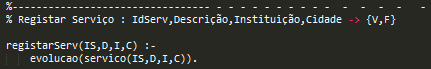 %--------------------------------- - - - - - - - - - -  -  -  -  -   -
% Registar Serviço : IdServ,Descrição,Instituição,Cidade -> {V,F}
registarServ(IS,D,I,C) :-
evolucao(servico(IS,D,I,C)).